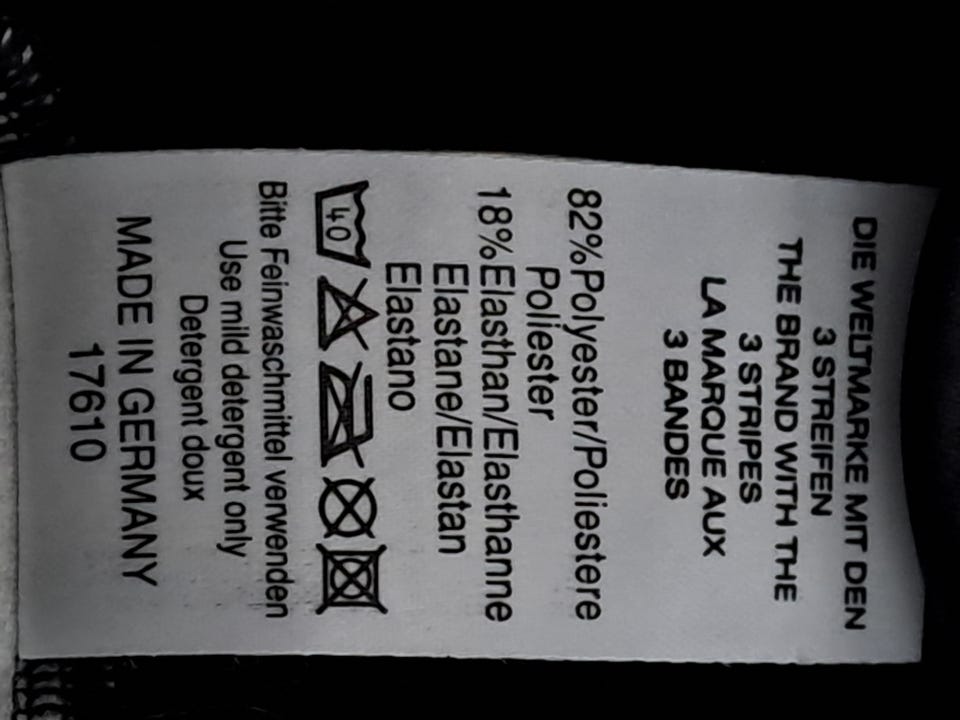 DIE WELTMARKE MIT DEN
3 STREIFEN
THE BRAND WITH THE
3 STRIPES
LA MARQUE AUX
3 BANDES
82%Polyester/Poliestere
Poliester
18%Elasthan/Elasthanne
Elastane/Elastan
Elastano
40
Bitte Feinwaschmittel verwenden
Use mild detergent only
Detergent doux
MADE IN GERMANY
17610